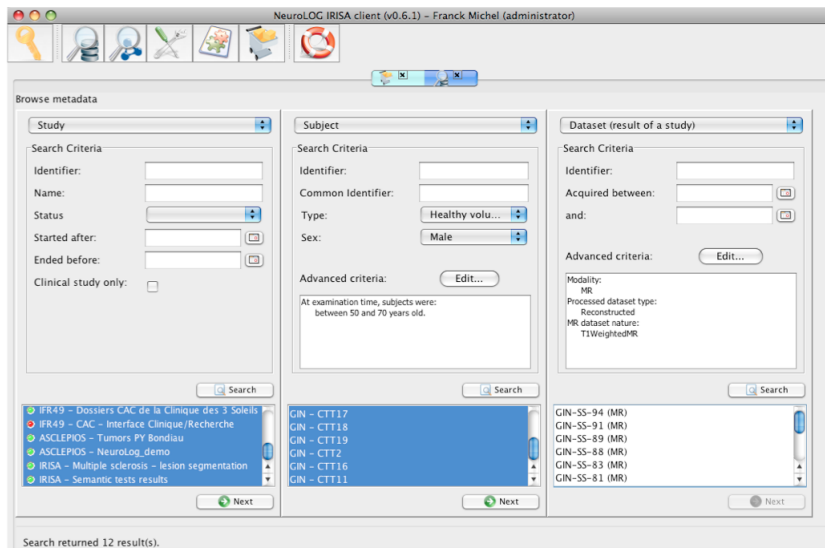 NeuroLOG IRISA client (v0.6.1) – Franck Michel (administrator)
Browse metadata
Study
Search Criteria
Identifier:
Name:
Status
Started after:
Ended before:
Clinical study only:
Search
IFR49 – Dossiers CAC de la Clinique des 3 Soleils
IFR49 – CAC – Interface Clinique/Recherche
ASCLEPIOS – Tumors PY Bondiau
ASCLEPIOS – NeuroLog_demo
IRISA – Multiple sclerosis – lesion segmentation
IRISA – Semantic tests results
Next
Subject
Search Criteria
Identifier:
Common Identifier:
Type:
Healthy volu...
Sex:
Male
Advanced criteria:
Edit...
At examination time, subjects were:
between 50 and 70 years old.
Search
GIN – CTT17
GIN – CTT18
GIN – CTT19
GIN – CTT2
GIN – CTT16
GIN – CTT11
Next
Dataset (result of a study)
Search Criteria
Identifier:
Acquired between:
and:
Advanced criteria:
Edit...
Modality:
MR
Processed dataset type:
Reconstructed
MR dataset nature:
T1WeightedMR
Search
GIN-SS-94 (MR)
GIN-SS-91 (MR)
GIN-SS-89 (MR)
GIN-SS-88 (MR)
GIN-SS-83 (MR)
GIN-SS-81 (MR)
Next
Search returned 12 result(s).